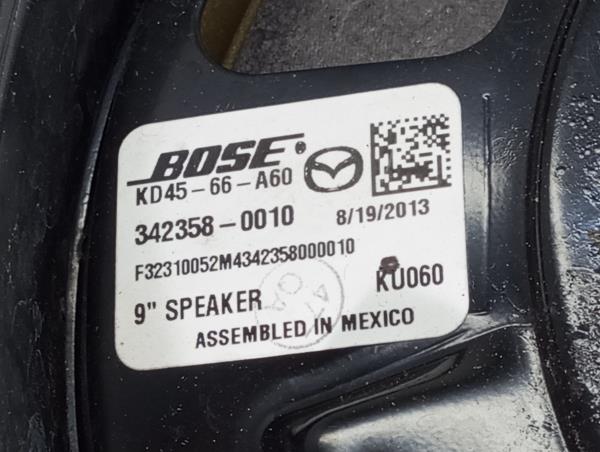 BOSE®
KD45-66-A60
342358-0010 8/19/2013
F32310052M4342358000010
9" SPEAKER KU060
ASSEMBLED IN MEXICO